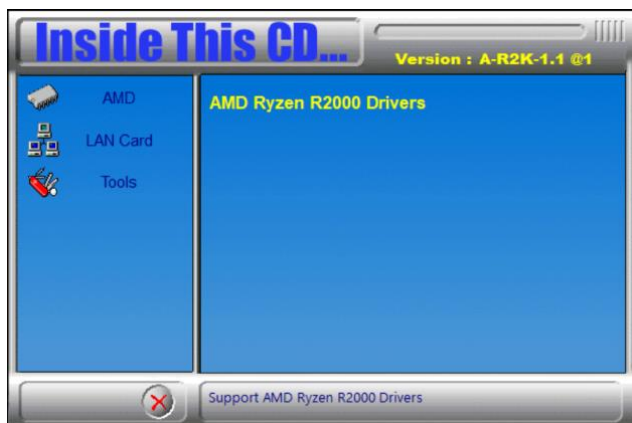 Inside This CD...
Version : A-R2K-1.1 @1
AMD
LAN Card
Tools
AMD Ryzen R2000 Drivers
Support AMD Ryzen R2000 Drivers